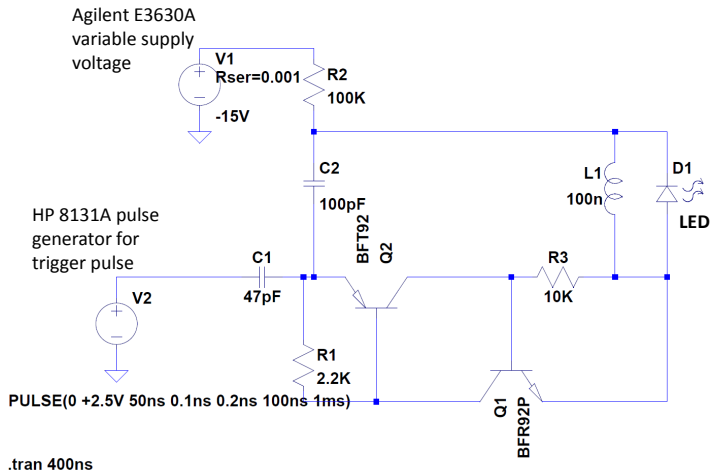 Agilent E3630A
variable supply
voltage
V1
Rser=0.001
-15V
R2
100K
C2
100pF
L1
100n
D1
LED
HP 8131A pulse
generator for
trigger pulse
V2
C1
47pF
BFT92
Q2
R3
10K
R1
2.2K
PULSE(0 +2.5V 50ns 0.1ns 0.2ns 100ns 1ms)
Q1
BFR92P
.tran 400ns